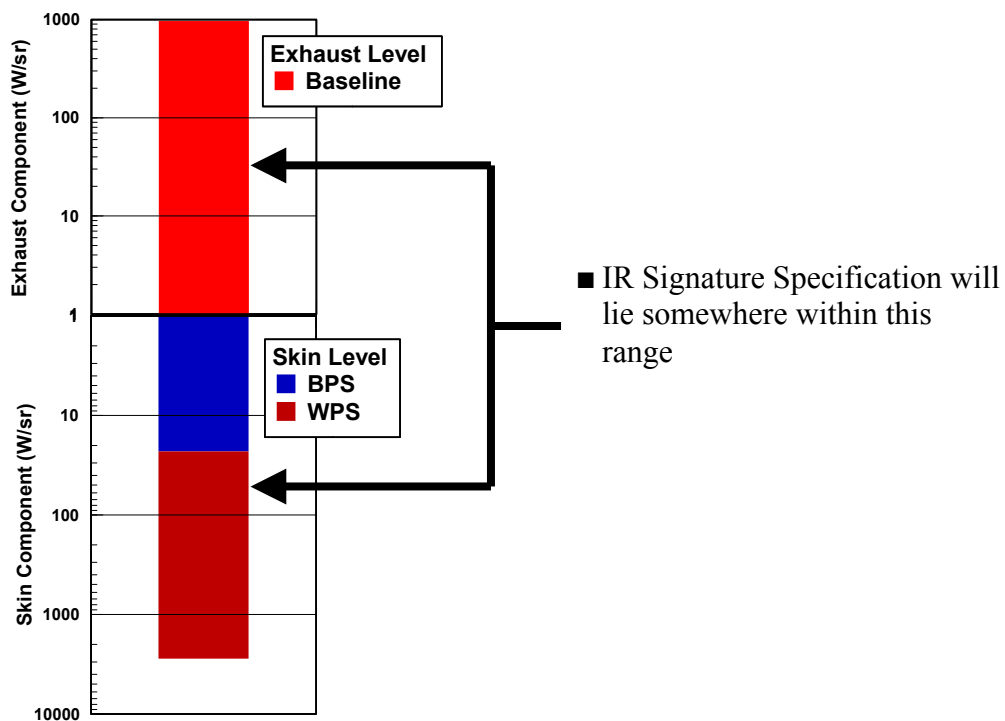 Exhaust Component (W/sr)
1000
100
10
1
Exhaust Level
Baseline
Skin Component (W/sr)
10
100
1000
10000
Skin Level
BPS
WPS
■ IR Signature Specification will
lie somewhere within this
range